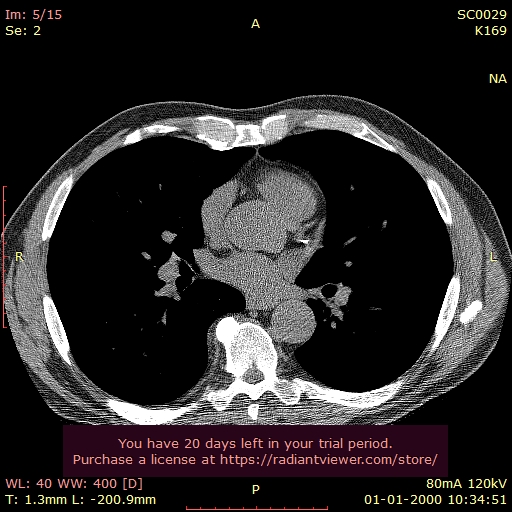 Im: 5/15
Se: 2
A
SC0029
K169
NA
R
L
You have 20 days left in your trial period.
Purchase a license at https://radiantviewer.com/store/
WL: 40 WW: 400 [D]
T: 1.3mm L: -200.9mm
P
80mA 120kV
01-01-2000 10:34:51